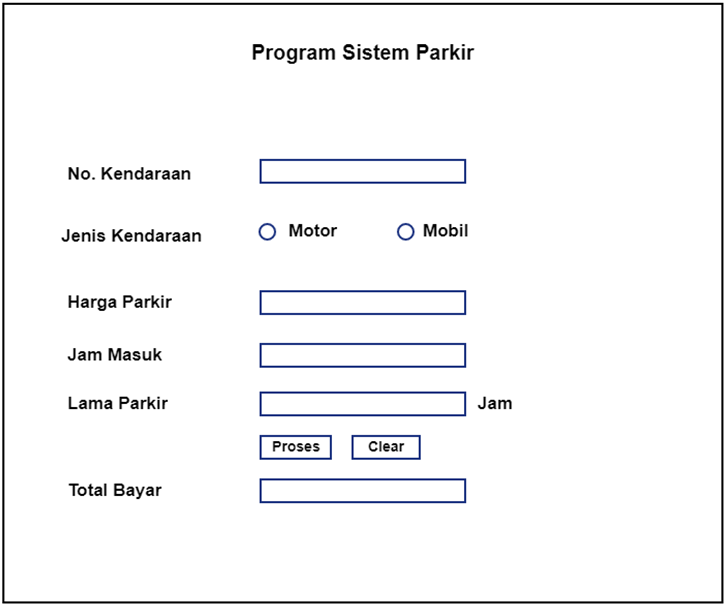 Program Sistem Parkir
No. Kendaraan
Jenis Kendaraan Motor Mobil
Harga Parkir
Jam Masuk
Lama Parkir Jam
Proses Clear
Total Bayar